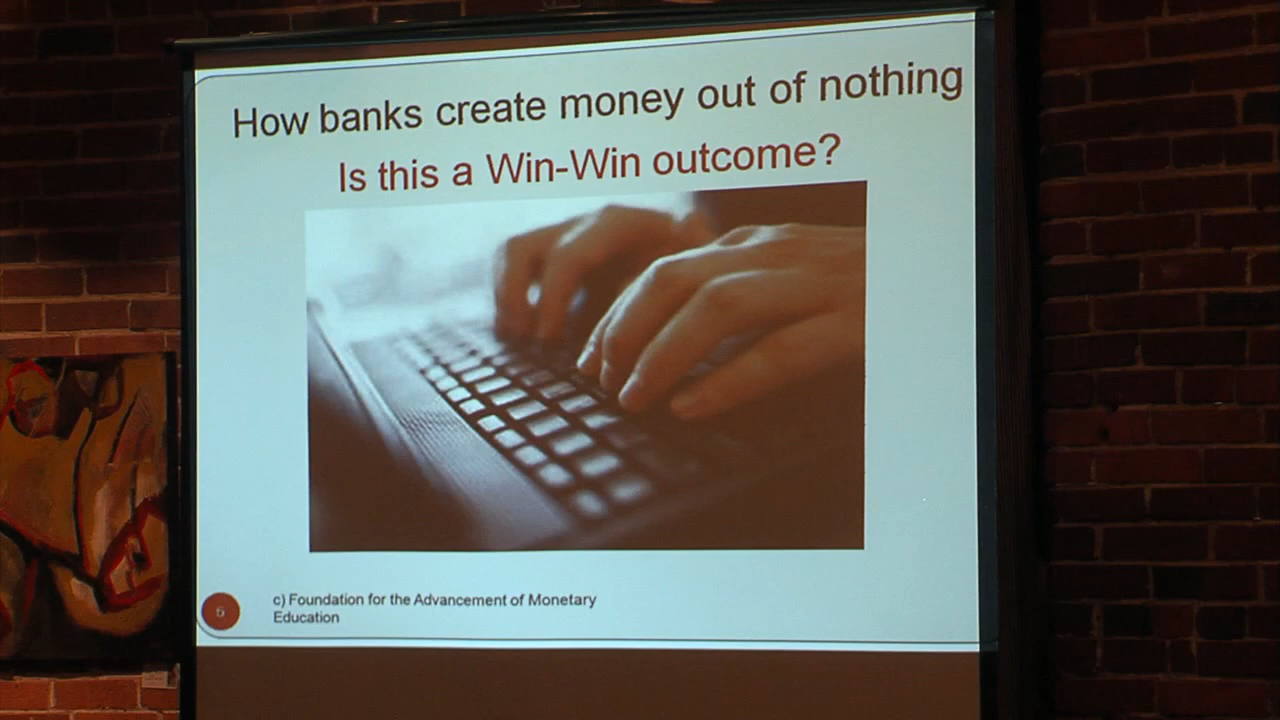 How banks create money out of nothing
Is this a Win-Win outcome?
5
c) Foundation for the Advancement of Monetary
Education